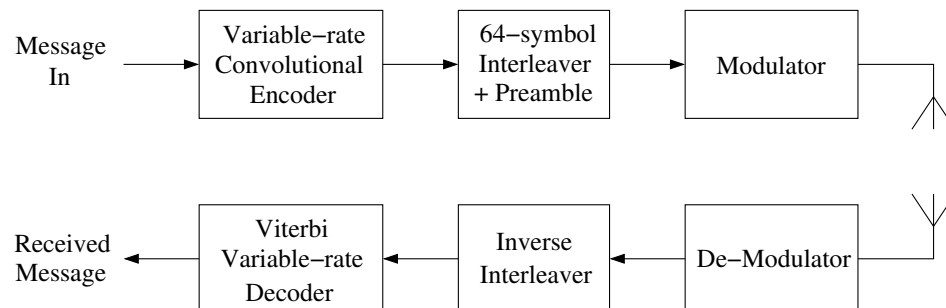 Message
In
Variable−rate
Convolutional
Encoder
64−symbol
Interleaver
+ Preamble
Modulator
Received
Message
Viterbi
Variable−rate
Decoder
Inverse
Interleaver
De−Modulator